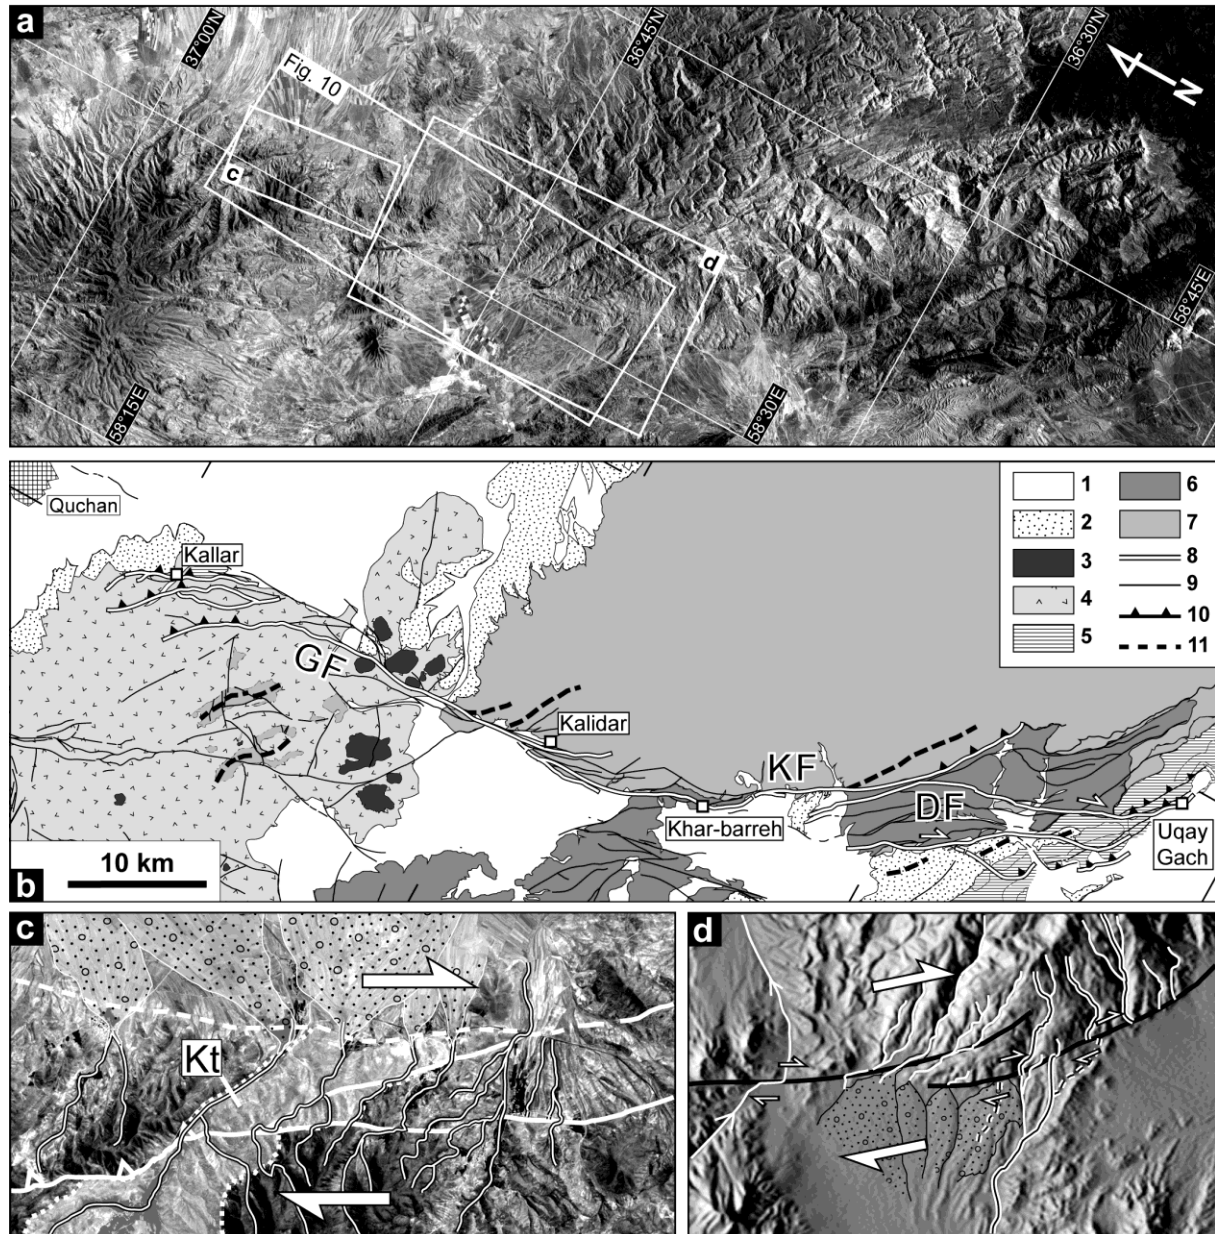 a
37°00'N
Fig. 10
36°45'N
36°30'N
N
c
d
58°15'E
58°30'E
58°45'E
Quchan
Kallar
GF
Kalidar
KF
Khar-barreh
DF
Uqay
Gach
1
2
3
4
5
6
7
8
9
10
11
10 km
b
c
Kt
d